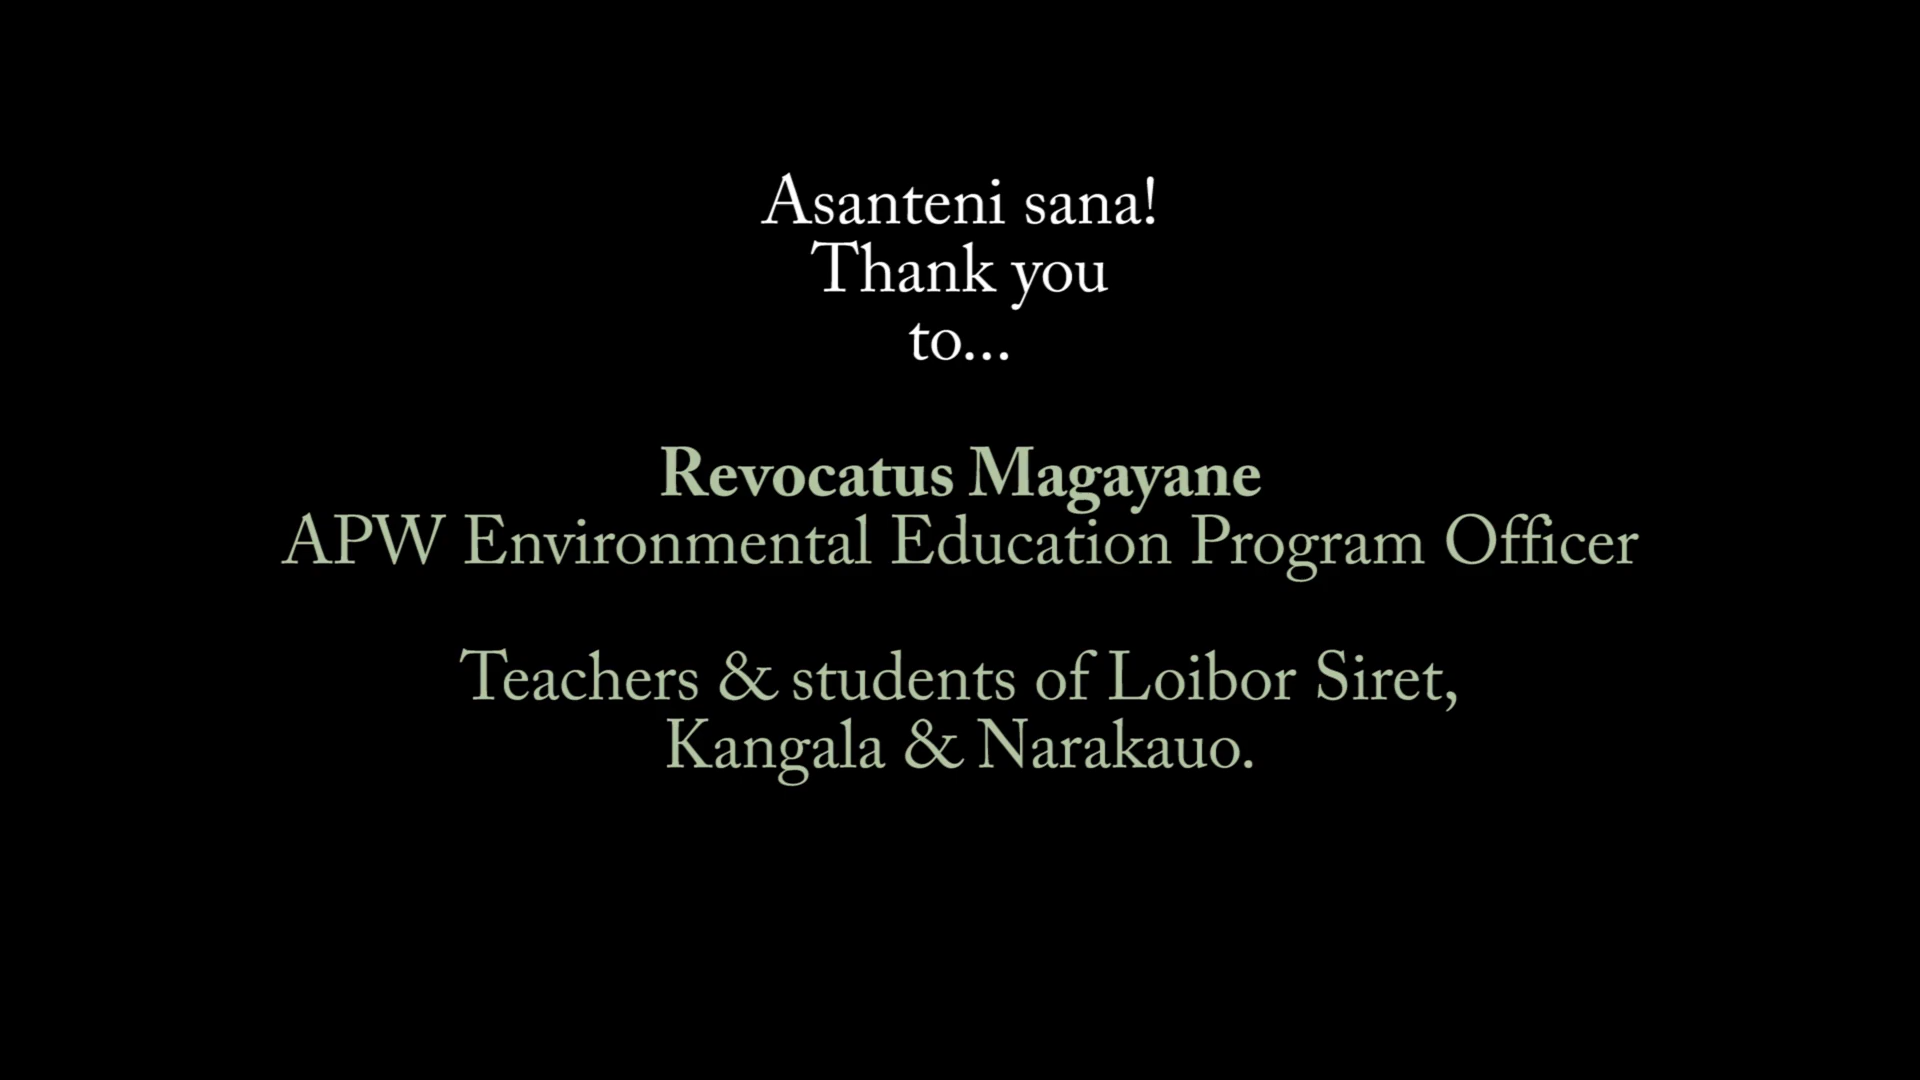 Asanteni sana!
Thank you
to...
Revocatus Magayane
APW Environmental Education Program Officer
Teachers & students of Loibor Siret,
Kangala & Narakauo.